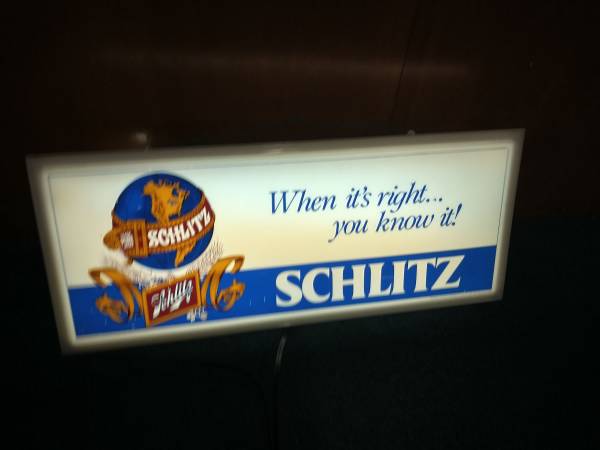 When it's right...
you know it!
SCHLITZ
SCHLITZ
Schlitz